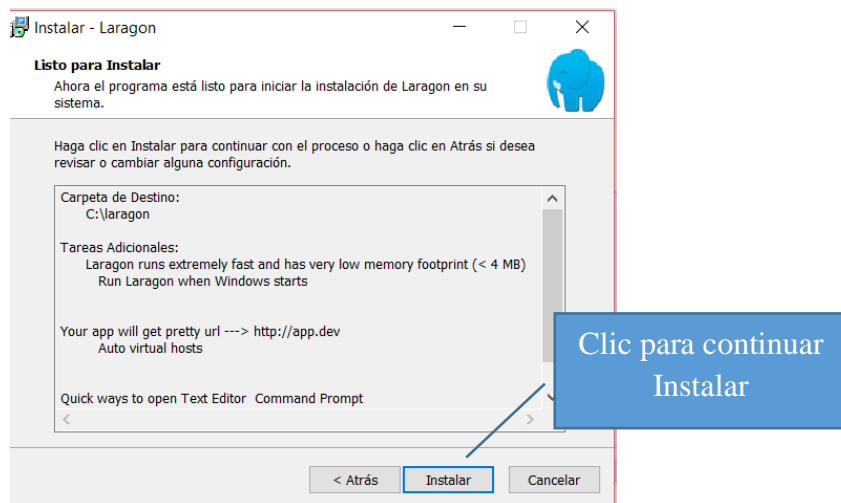 Instalar - Laragon
Listo para Instalar
Ahora el programa está listo para iniciar la instalación de Laragon en su
sistema.
Haga clic en Instalar para continuar con el proceso o haga clic en Atrás si desea
revisar o cambiar alguna configuración.
Carpeta de Destino:
C:\laragon
Tareas Adicionales:
Laragon runs extremely fast and has very low memory footprint (< 4 MB)
Run Laragon when Windows starts
Your app will get pretty url ---> http://app.dev
Auto virtual hosts
Quick ways to open Text Editor  Command Prompt
Clic para continuar
Instalar
< Atrás
Instalar
Cancelar